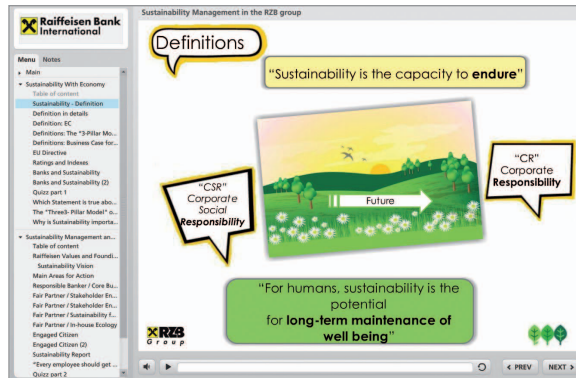 Raiffeisen Bank
International
Sustainability Management in the RZB group
Menu Notes
Main
Sustainability With Economy
Table of content
Sustainability - Definition
Definition in details
Definition: EC
Definitions: The "3-Pillar Mo...
Definitions: Business Case for...
EU Directive
Ratings and Indexes
Banks and Sustainability
Banks and Sustainability (2)
Quizz part 1
Which Statement is true abo...
The "Three3- Pillar Model" o...
Why is Sustainability importa...
Sustainability Management an...
Table of content
Raiffeisen Values and Foundi...
Sustainability Vision
Main Areas for Action
Responsible Banker / Core Bu...
Fair Partner / Stakeholder En...
Fair Partner / Stakeholder En...
Fair Partner / Sustainability f...
Fair Partner / In-house Ecology
Engaged Citizen
Engaged Citizen (2)
Sustainability Report
"Every employee should get ...
Quizz part 2
Definitions
"Sustainability is the capacity to endure"
"CSR"
Corporate
Social
Responsibility
Future
"CR"
Corporate
Responsibility
"For humans, sustainability is the
potential
for long-term maintenance of
well being"
RZB
Group
< PREV NEXT >